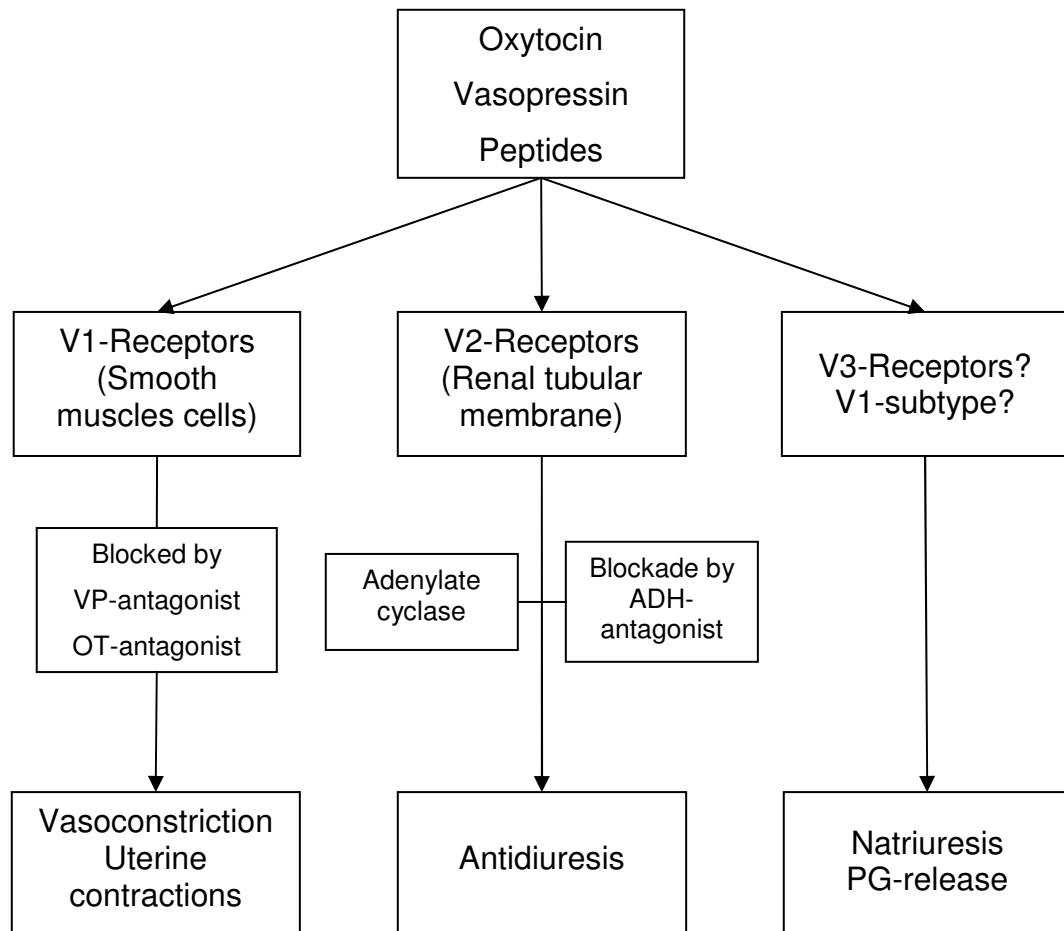 Oxytocin
Vasopressin
Peptides
V1-Receptors
(Smooth
muscles cells)
V2-Receptors
(Renal tubular
membrane)
V3-Receptors?
V1-subtype?
Blocked by
VP-antagonist
OT-antagonist
Adenylate
cyclase
Blockade by
ADH-
antagonist
Vasoconstriction
Uterine
contractions
Antidiuresis
Natriuresis
PG-release